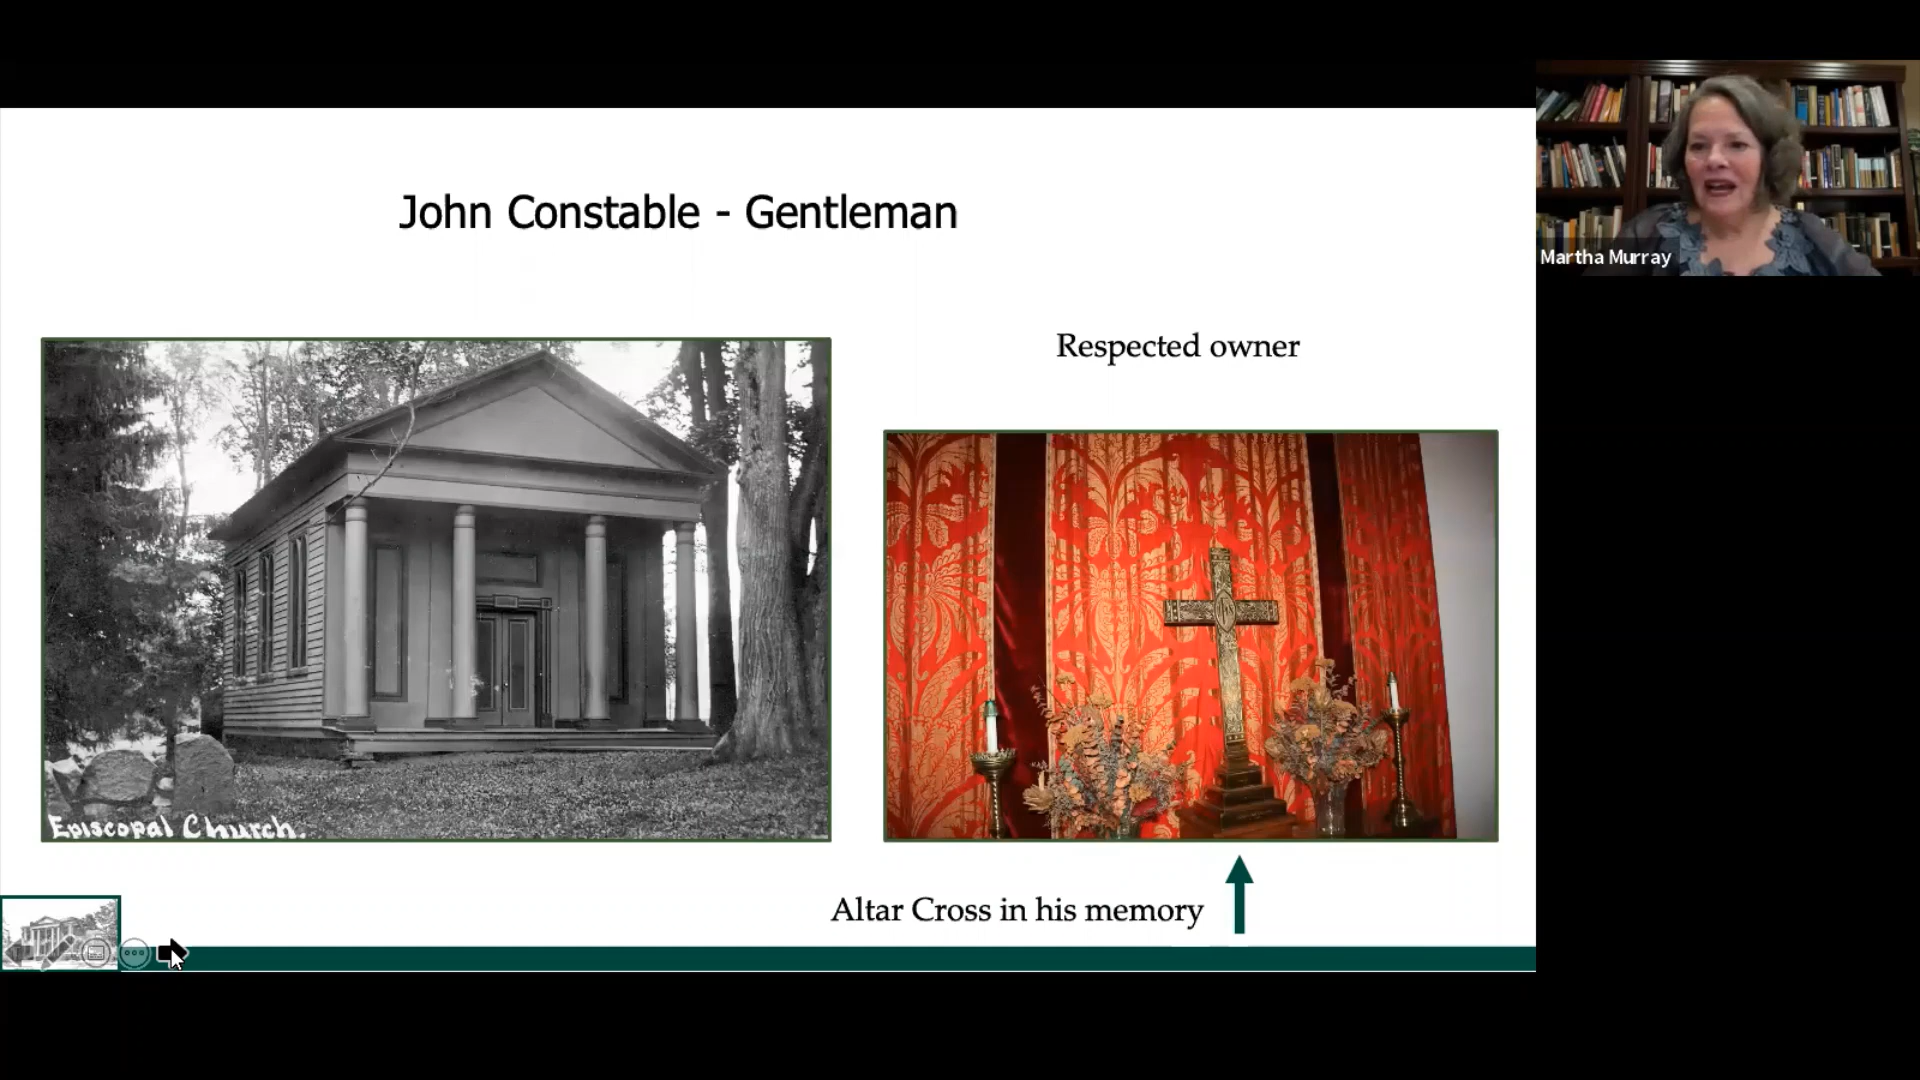 John Constable - Gentleman
Martha Murray
Respected owner
Episcopal Church.
Altar Cross in his memory